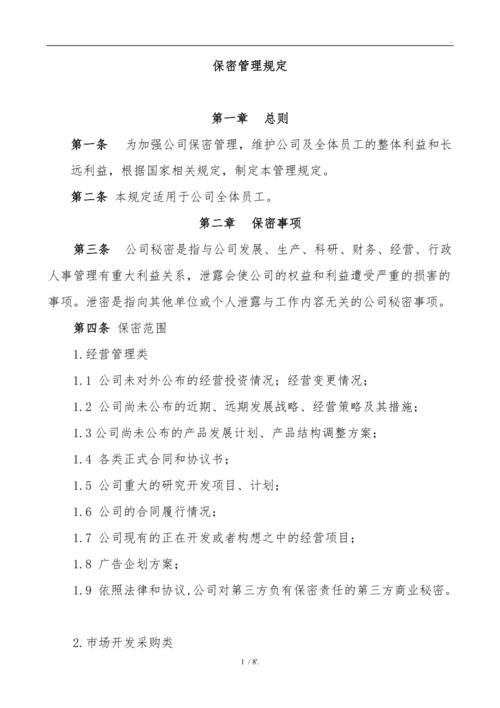 保密管理规定
第一章 总则
第一条 为加强公司保密管理，维护公司及全体员工的整体利益和长
远利益，根据国家相关规定，制定本管理规定。
第二条 本规定适用于公司全体员工。
第二章 保密事项
第三条 公司秘密是指与公司发展、生产、科研、财务、经营、行政
人事管理有重大利益关系，泄露会使公司的权益和利益遭受严重的损害的
事项。泄密是指向其他单位或个人泄露与工作内容无关的公司秘密事项。
第四条 保密范围
1.经营管理类
1.1 公司未对外公布的经营投资情况；经营变更情况；
1.2 公司尚未公布的近期、远期发展战略、经营策略及其措施；
1.3公司尚未公布的产品发展计划、产品结构调整方案；
1.4 各类正式合同和协议书；
1.5 公司重大的研究开发项目、计划；
1.6 公司的合同履行情况；
1.7 公司现有的正在开发或者构想之中的经营项目；
1.8 广告企划方案；
1.9 依照法律和协议,公司对第三方负有保密责任的第三方商业秘密。
2.市场开发采购类
1 / 8'.